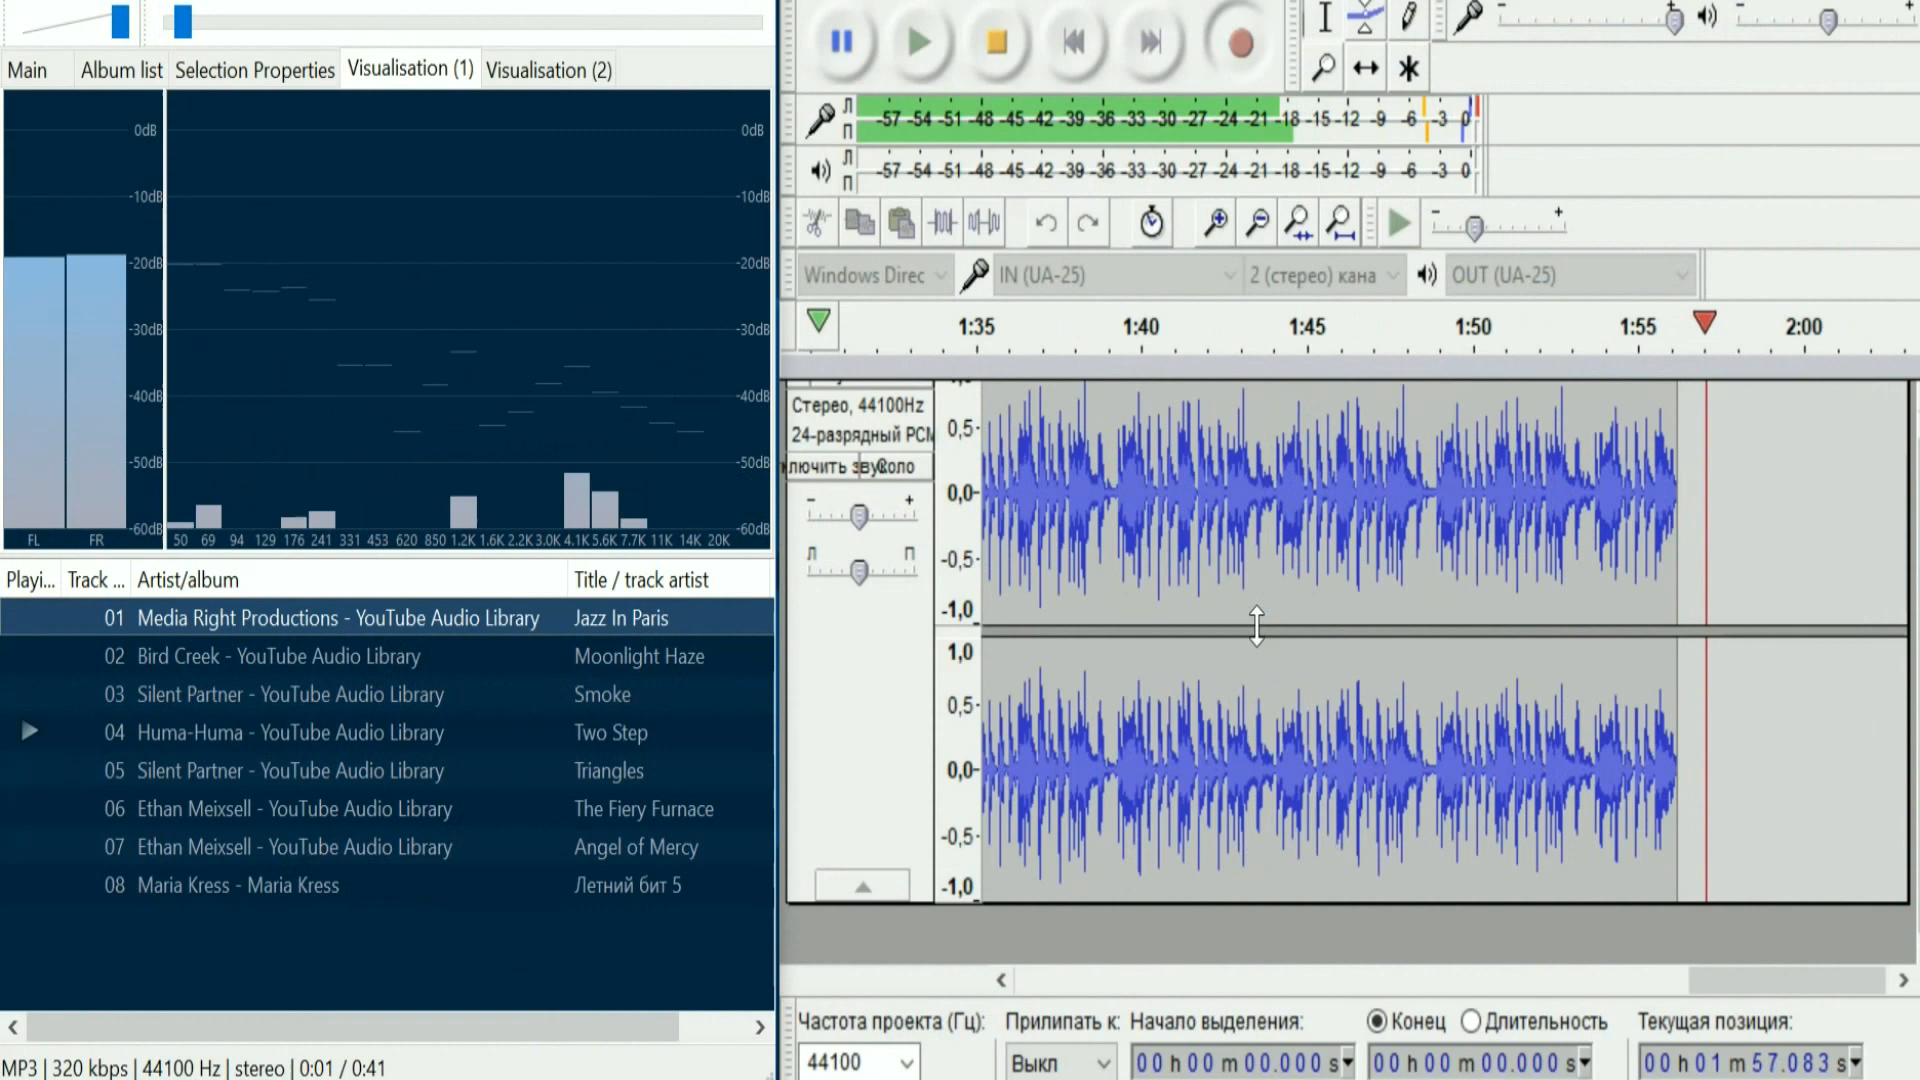 Main Album list Selection Properties Visualisation (1) Visualisation (2)
0dB 0dB
-10dB -10dB
-20dB -20dB
-30dB -30dB
-40dB -40dB
-50dB -50dB
-60dB -60dB
FL FR 50 69 94 129 176 241 331 453 620 850 1.2K 1.6K 2.2K 3.0K 4.1K 5.6K 7.7K 11K 14K 20K
Playi... Track ... Artist/album Title / track artist
01 Media Right Productions - YouTube Audio Library Jazz In Paris
02 Bird Creek - YouTube Audio Library Moonlight Haze
03 Silent Partner - YouTube Audio Library Smoke
04 Huma-Huma - YouTube Audio Library Two Step
05 Silent Partner - YouTube Audio Library Triangles
06 Ethan Meixsell - YouTube Audio Library The Fiery Furnace
07 Ethan Meixsell - YouTube Audio Library Angel of Mercy
08 Maria Kress - Maria Kress Летний бит 5
MP3 | 320 kbps | 44100 Hz | stereo | 0:01 / 0:41
Л
-57 -54 -51 -48 -45 -42 -39 -36 -33 -30 -27 -24 -21 -18 -15 -12 -9 -6 -3 0
П
Л
-57 -54 -51 -48 -45 -42 -39 -36 -33 -30 -27 -24 -21 -18 -15 -12 -9 -6 -3 0
П
Windows Direc IN (UA-25) 2 (стерео) кана OUT (UA-25)
1:35 1:40 1:45 1:50 1:55 2:00
Стерео, 44100Hz
24-разрядный PCM
ключить зву Соло
- +
Л П
0,5
0,0
-0,5
-1,0
1,0
0,5
0,0
-0,5
-1,0
Частота проекта (Гц): Прилипать к: Начало выделения: Конец Длительность Текущая позиция:
44100 Выкл 00 h 00 m 00.000 s 00 h 00 m 00.000 s 00 h 01 m 57.083 s